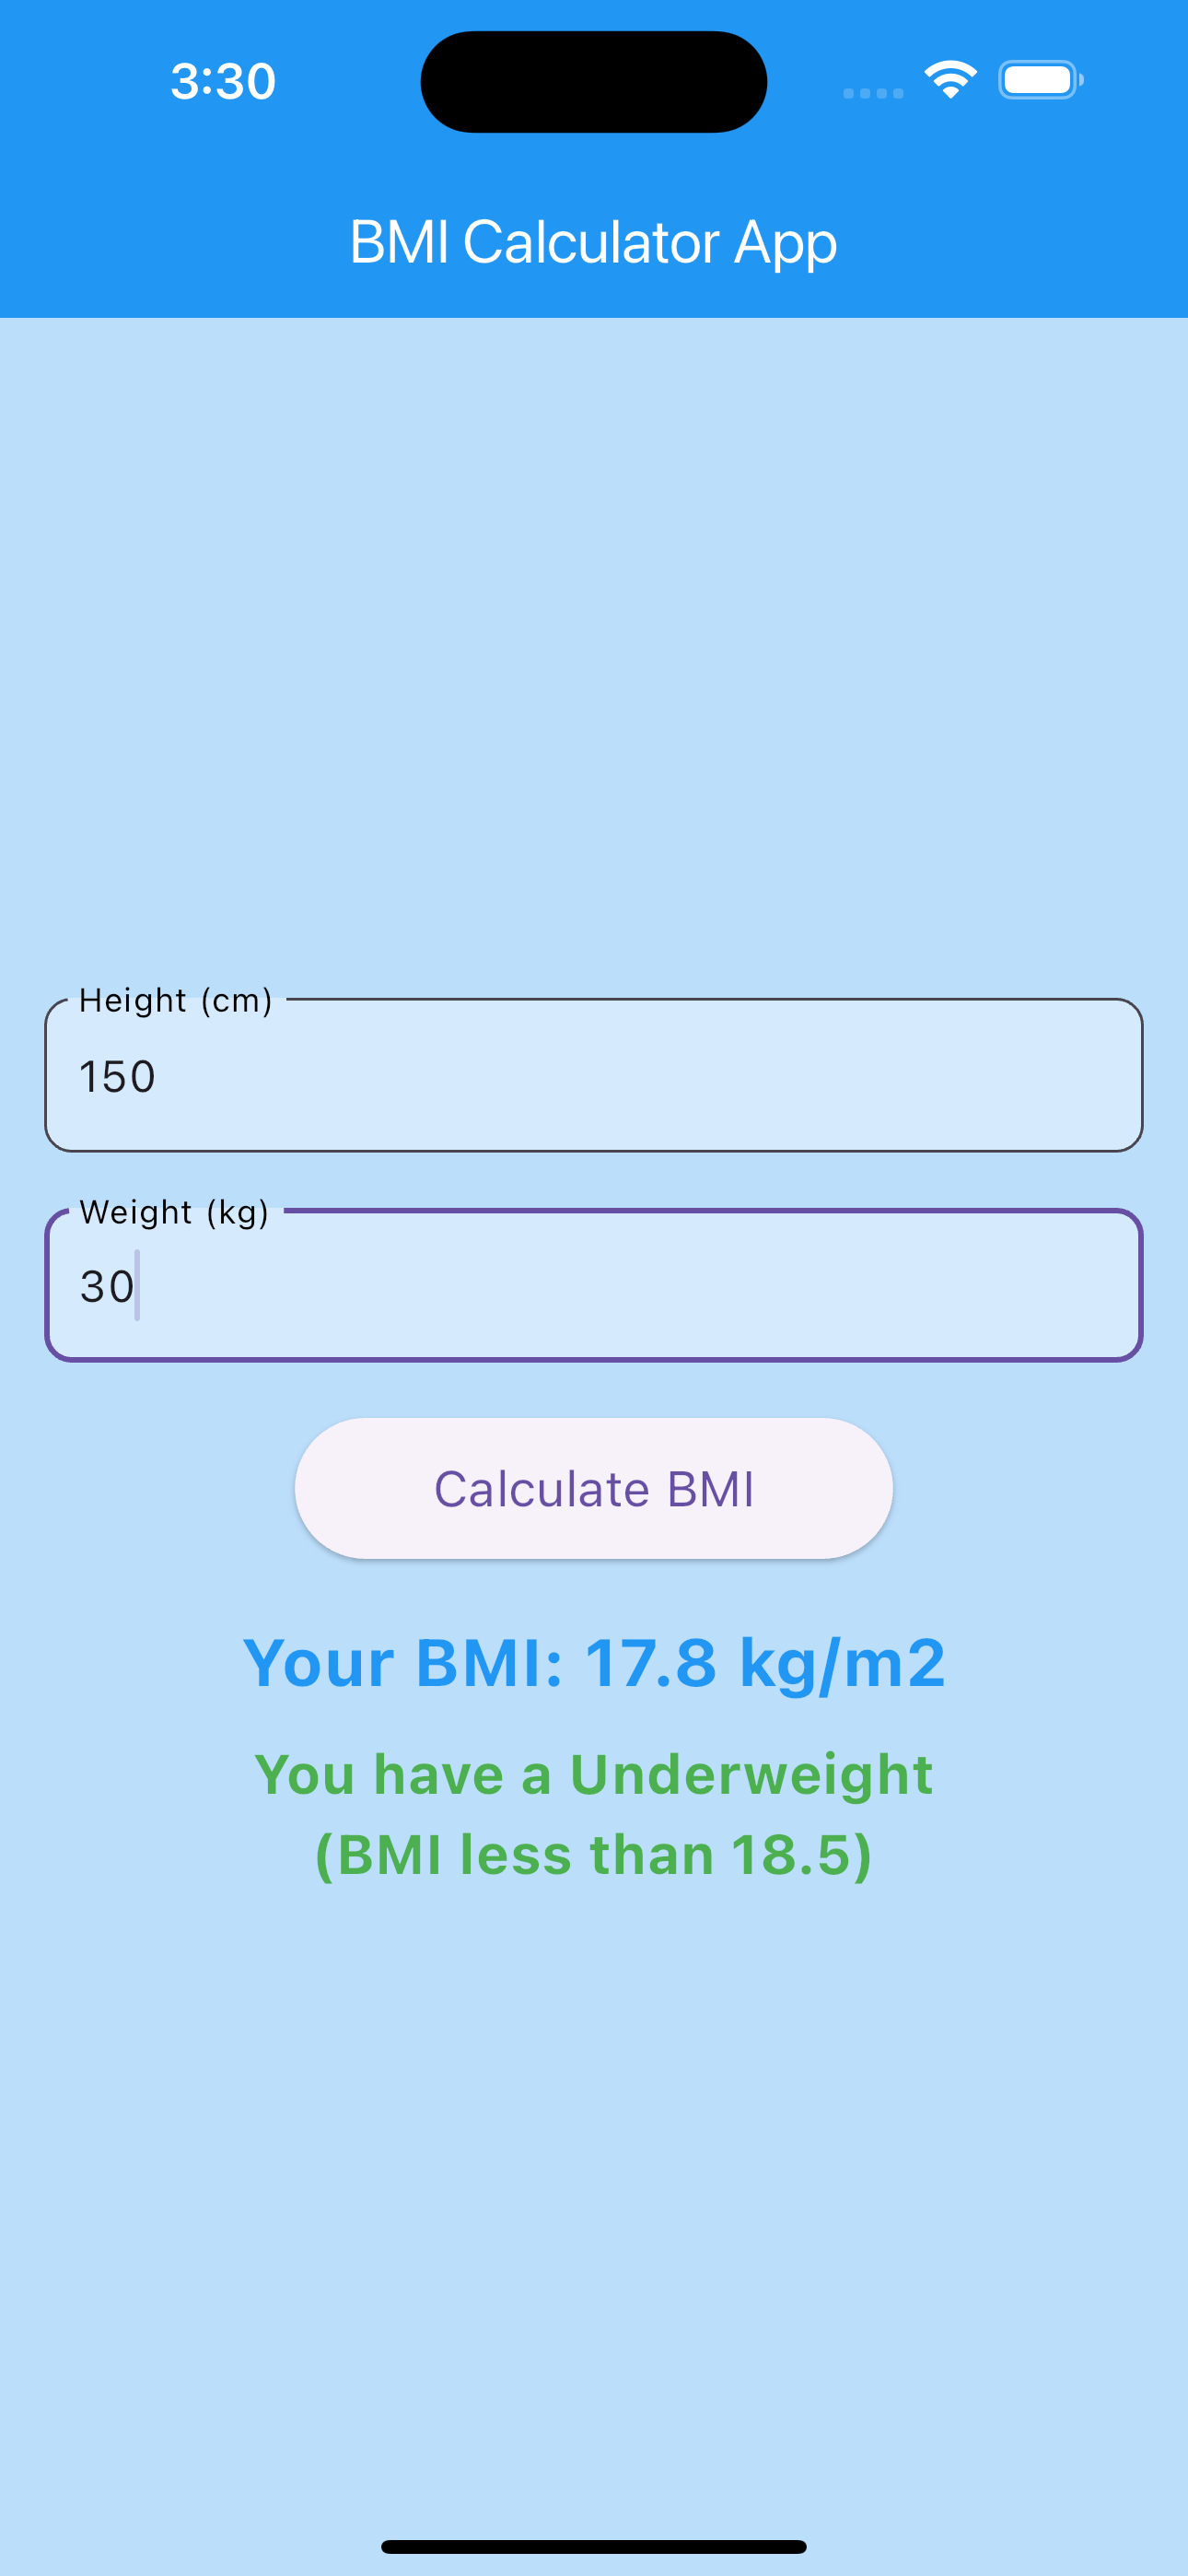 3:30
BMI Calculator App
Height (cm)
150
Weight (kg)
30
Calculate BMI
Your BMI: 17.8 kg/m2
You have a Underweight
(BMI less than 18.5)